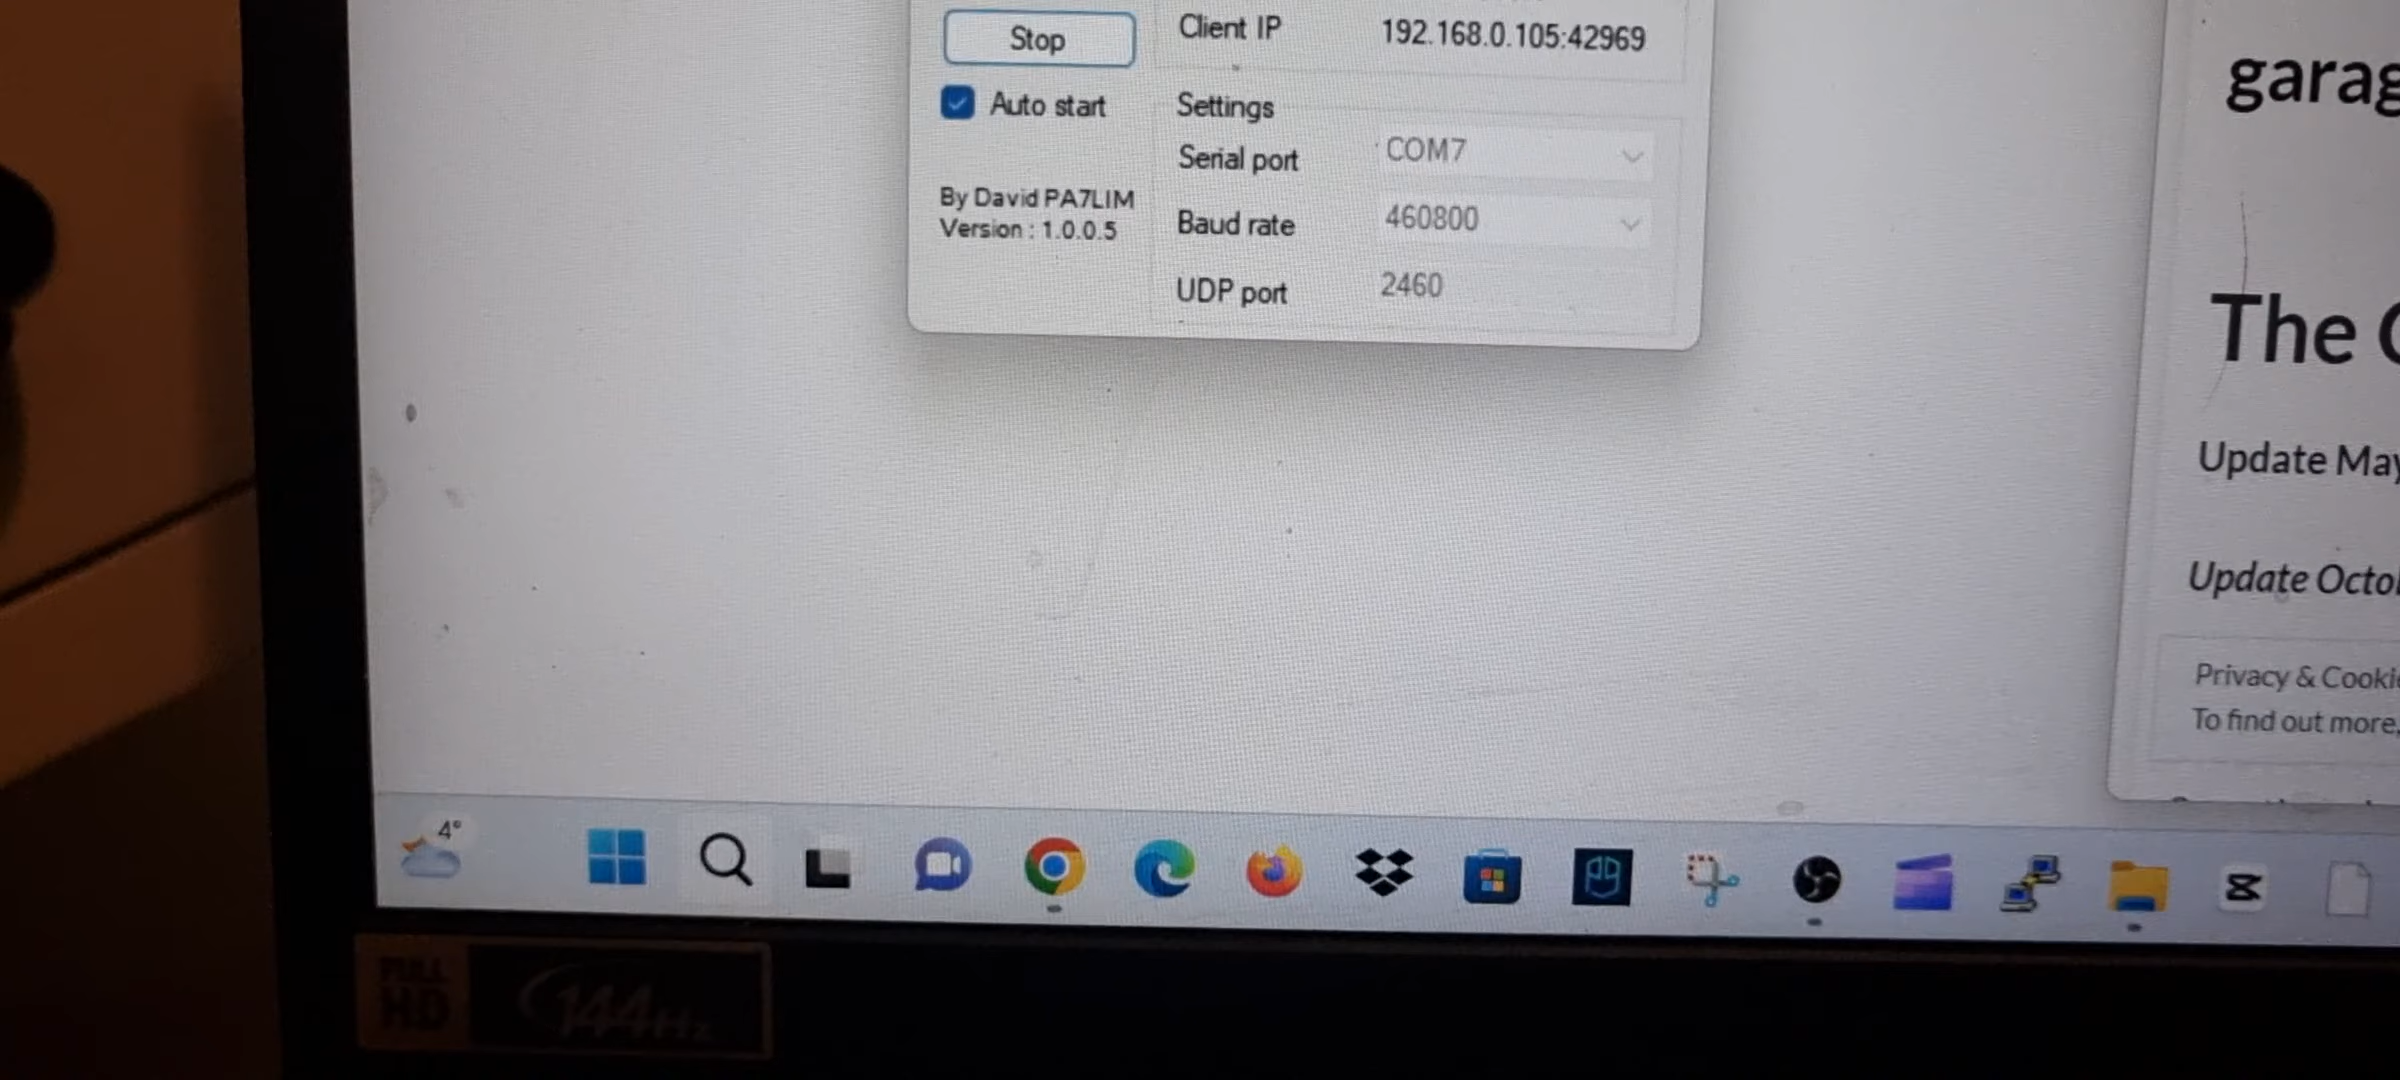 Stop
Client IP 192.168.0.105:42969
Auto start
Settings
Serial port COM7
By David PA7LIM
Version : 1.0.0.5
Baud rate 460800
UDP port 2460
garag
The
Update May
Update Octo
Privacy & Cooki
To find out more,
4°
FULL
HD
144Hz